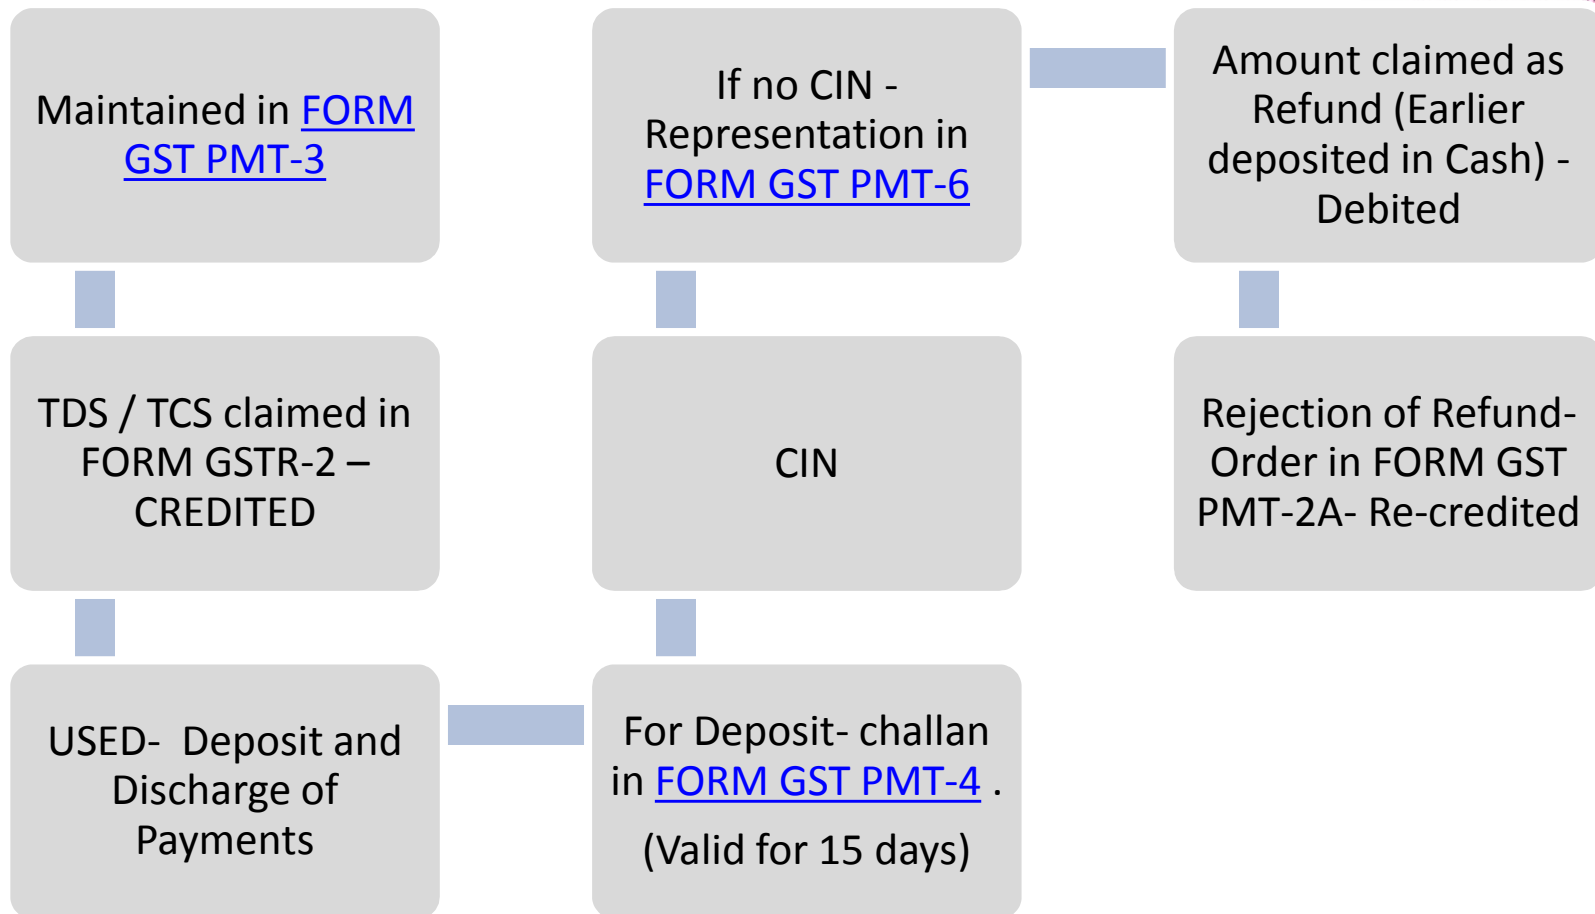 Maintained in FORM
GST PMT-3
TDS / TCS claimed in
FORM GSTR-2 –
CREDITED
USED-  Deposit and
Discharge of
Payments
For Deposit- challan
in FORM GST PMT-4 .
(Valid for 15 days)
CIN
If no CIN -
Representation in
FORM GST PMT-6
Amount claimed as
Refund (Earlier
deposited in Cash) -
Debited
Rejection of Refund-
Order in FORM GST
PMT-2A- Re-credited